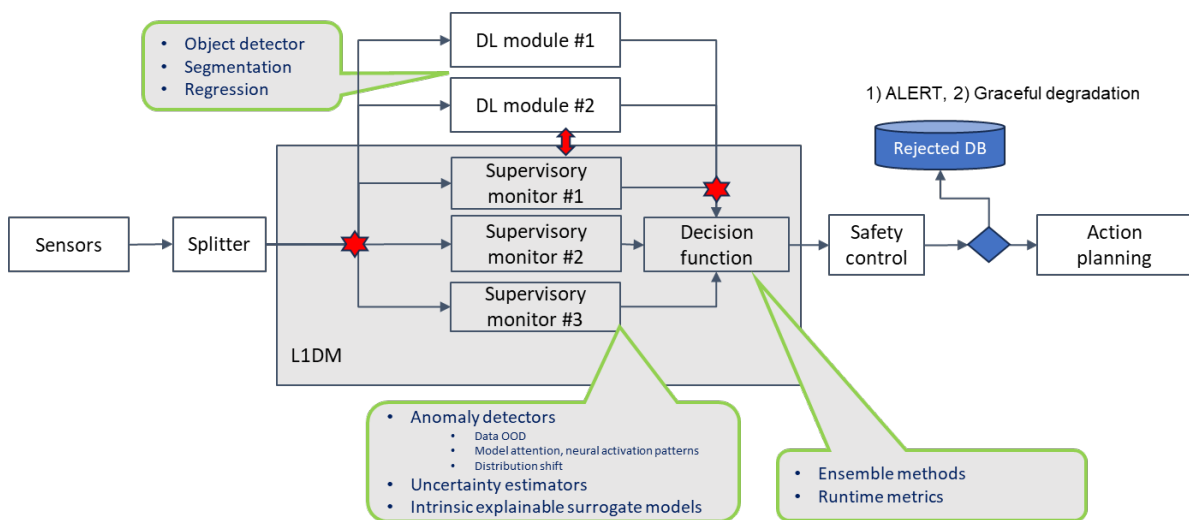 Object detector
Segmentation
Regression
DL module #1
DL module #2
1) ALERT, 2) Graceful degradation
Rejected DB
Sensors
Splitter
Supervisory
monitor #1
Supervisory
monitor #2
Supervisory
monitor #3
Decision
function
Safety
control
Action
planning
L1DM
Anomaly detectors
Data OOD
Model attention, neural activation patterns
Distribution shift
Uncertainty estimators
Intrinsic explainable surrogate models
Ensemble methods
Runtime metrics